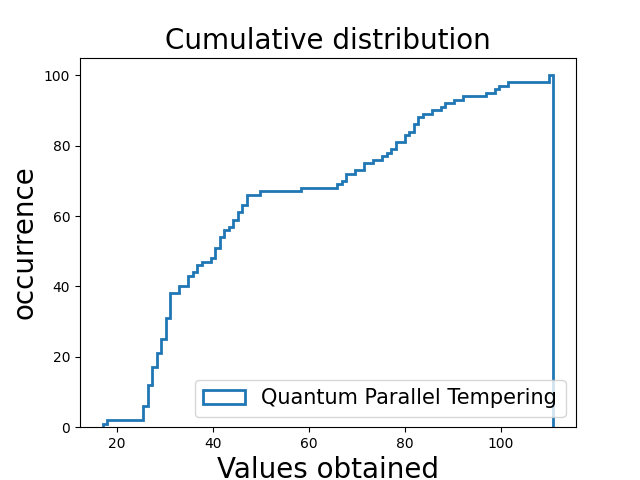 Cumulative distribution
occurrence
100
80
60
40
20
0
Quantum Parallel Tempering
20 40 60 80 100
Values obtained